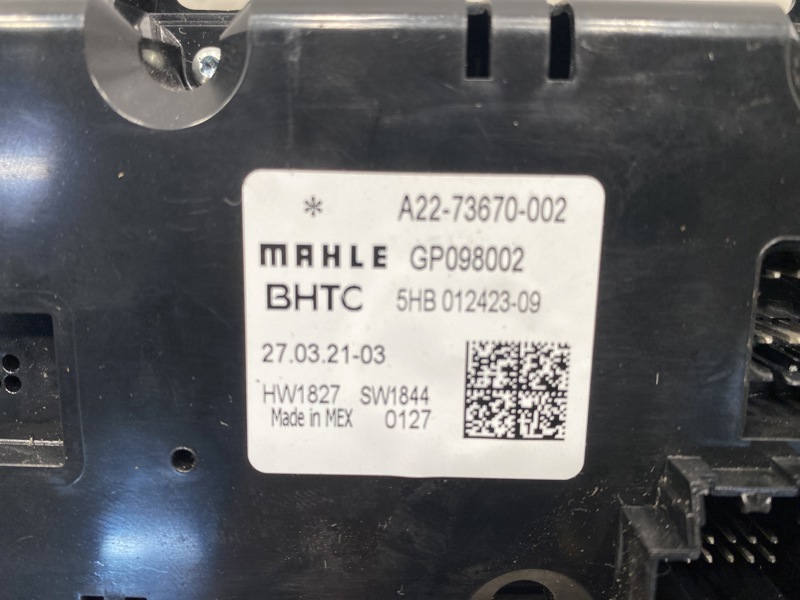 * A22-73670-002
MAHLE GP098002
BHTC 5HB 012423-09
27.03.21-03
HW1827 SW1844
Made in MEX 0127